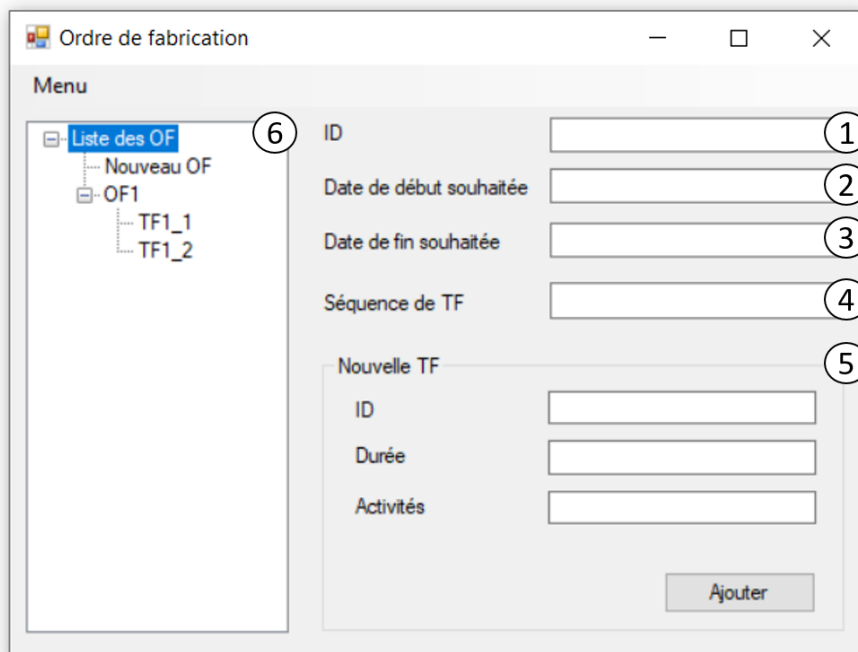 Ordre de fabrication
Menu
Liste des OF
Nouveau OF
OF1
TF1_1
TF1_2
6
ID
1
Date de début souhaitée
2
Date de fin souhaitée
3
Séquence de TF
4
Nouvelle TF
5
ID
Durée
Activités
Ajouter